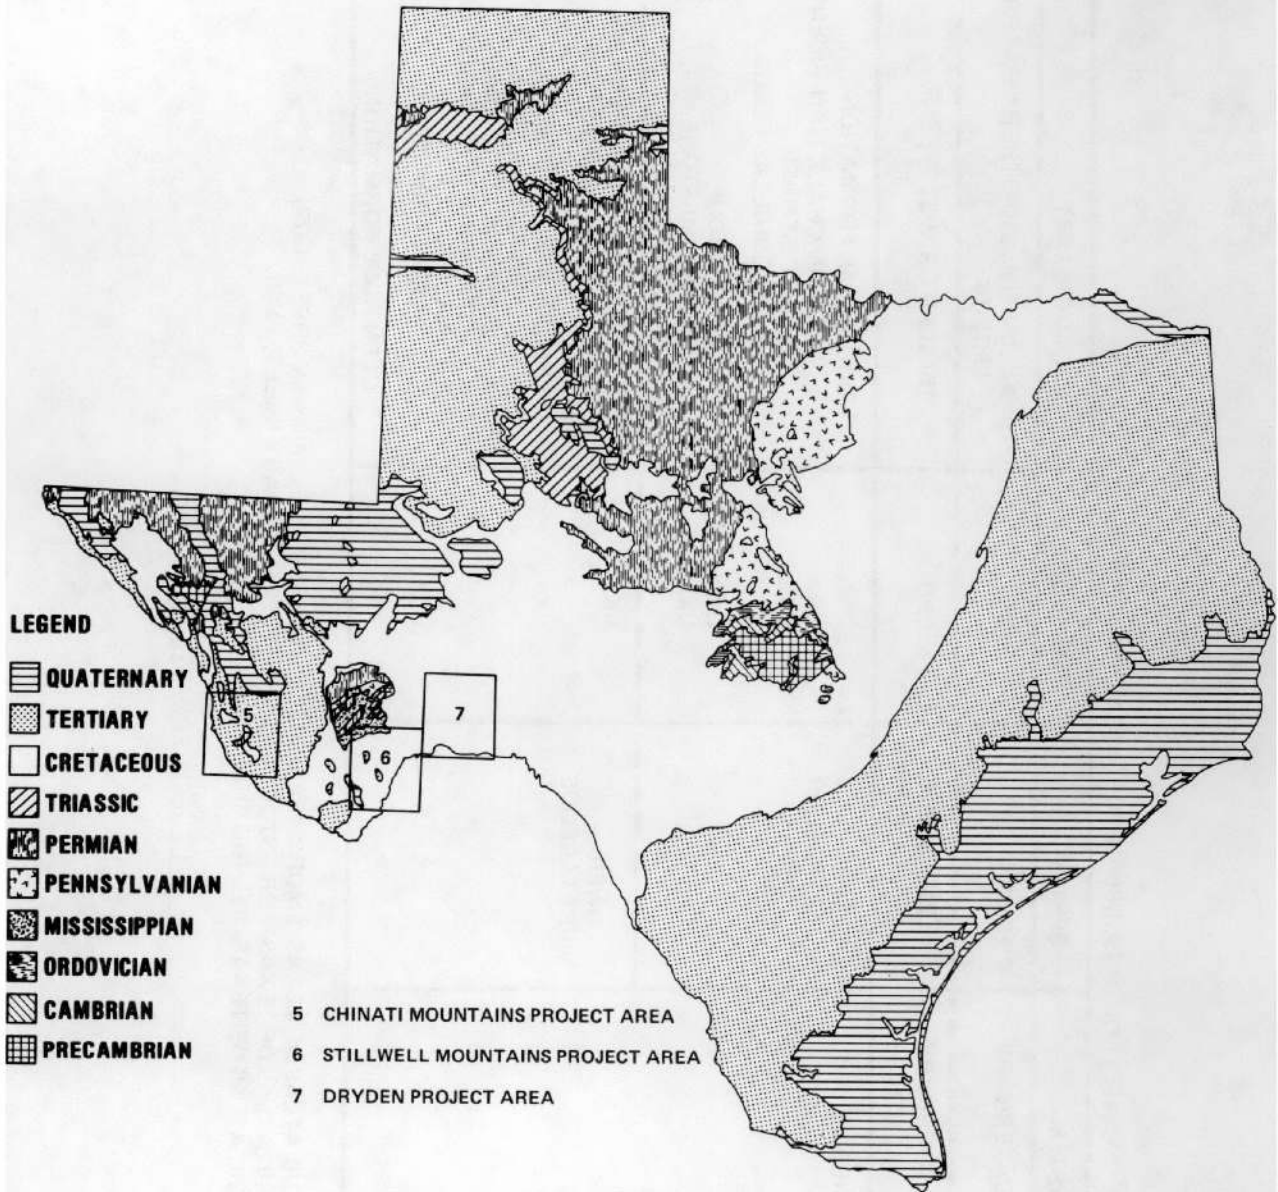 LEGEND
QUATERNARY
TERTIARY
CRETACEOUS
TRIASSIC
PERMIAN
PENNSYLVANIAN
MISSISSIPPIAN
ORDOVICIAN
CAMBRIAN
PRECAMBRIAN
5
6
7
5 CHINATI MOUNTAINS PROJECT AREA
6 STILLWELL MOUNTAINS PROJECT AREA
7 DRYDEN PROJECT AREA